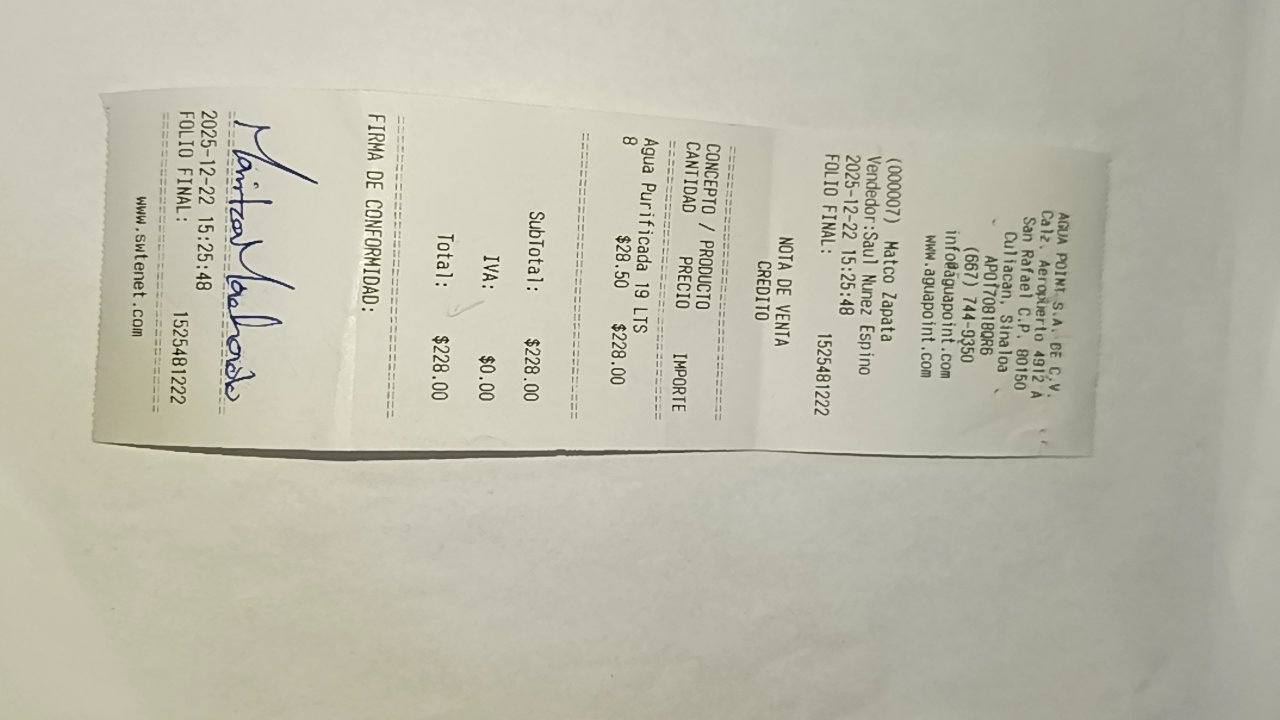 AGUA POINT S.A. DE C.V.
Calz. Aeropuerto 4912 A
San Rafael C.P. 80150
Culiacan, Sinaloa
APO170818QR6
(667) 744-9350
info@aguapoint.com
www.aguapoint.com
(000007) Matco Zapata
Vendedor:Saul Nunez Espino
2025-12-22 15:25:48
FOLIO FINAL: 1525481222
NOTA DE VENTA
CREDITO
==============================
CONCEPTO / PRODUCTO
CANTIDAD PRECIO IMPORTE
==============================
Agua Purificada 19 LTS
8 $28.50 $228.00
==============================
SubTotal: $228.00
IVA: $0.00
Total: $228.00
==============================
FIRMA DE CONFORMIDAD:
Maritza
==============================
2025-12-22 15:25:48
FOLIO FINAL: 1525481222
==============================
www.swtenet.com